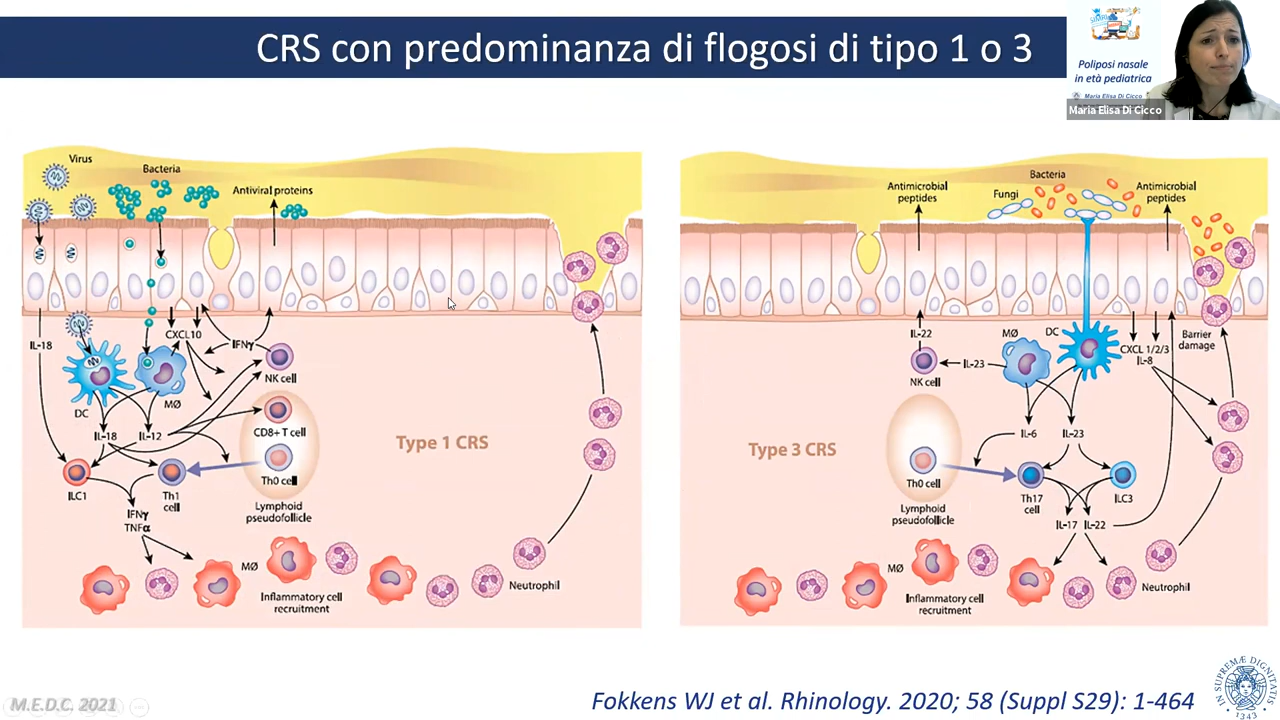 CRS con predominanza di flogosi di tipo 1 o 3
Poliposi nasale
in età pediatrica
Maria Elisa Di Cicco
Maria Elisa Di Cicco
Virus
Bacteria
Antiviral proteins
IL-18
CXCL10
IFNγ
NK cell
DC
MØ
IL-18
IL-12
CD8+ T cell
Th0 cell
ILC1
Th1
cell
Lymphoid
pseudofollicle
IFNγ
TNFα
Type 1 CRS
MØ
Inflammatory cell
recruitment
Neutrophil
Antimicrobial
peptides
Fungi
Bacteria
Antimicrobial
peptides
IL-22
NK cell
IL-23
MØ
DC
CXCL 1/2/3
IL-8
Barrier
damage
IL-6
IL-23
Type 3 CRS
Th0 cell
Th17
cell
ILC3
Lymphoid
pseudofollicle
IL-17
IL-22
MØ
Inflammatory cell
recruitment
Neutrophil
M.E.D.C. 2021
Fokkens WJ et al. Rhinology. 2020; 58 (Suppl S29): 1-464
IN SUPREMÆ DIGNITATIS
1343